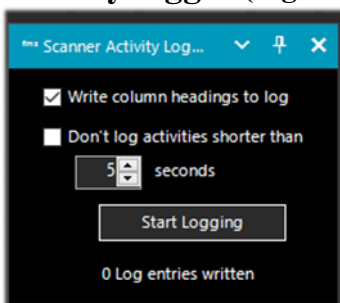 Scanner Activity Log...
Write column headings to log
Don't log activities shorter than
5 seconds
Start Logging
0 Log entries written